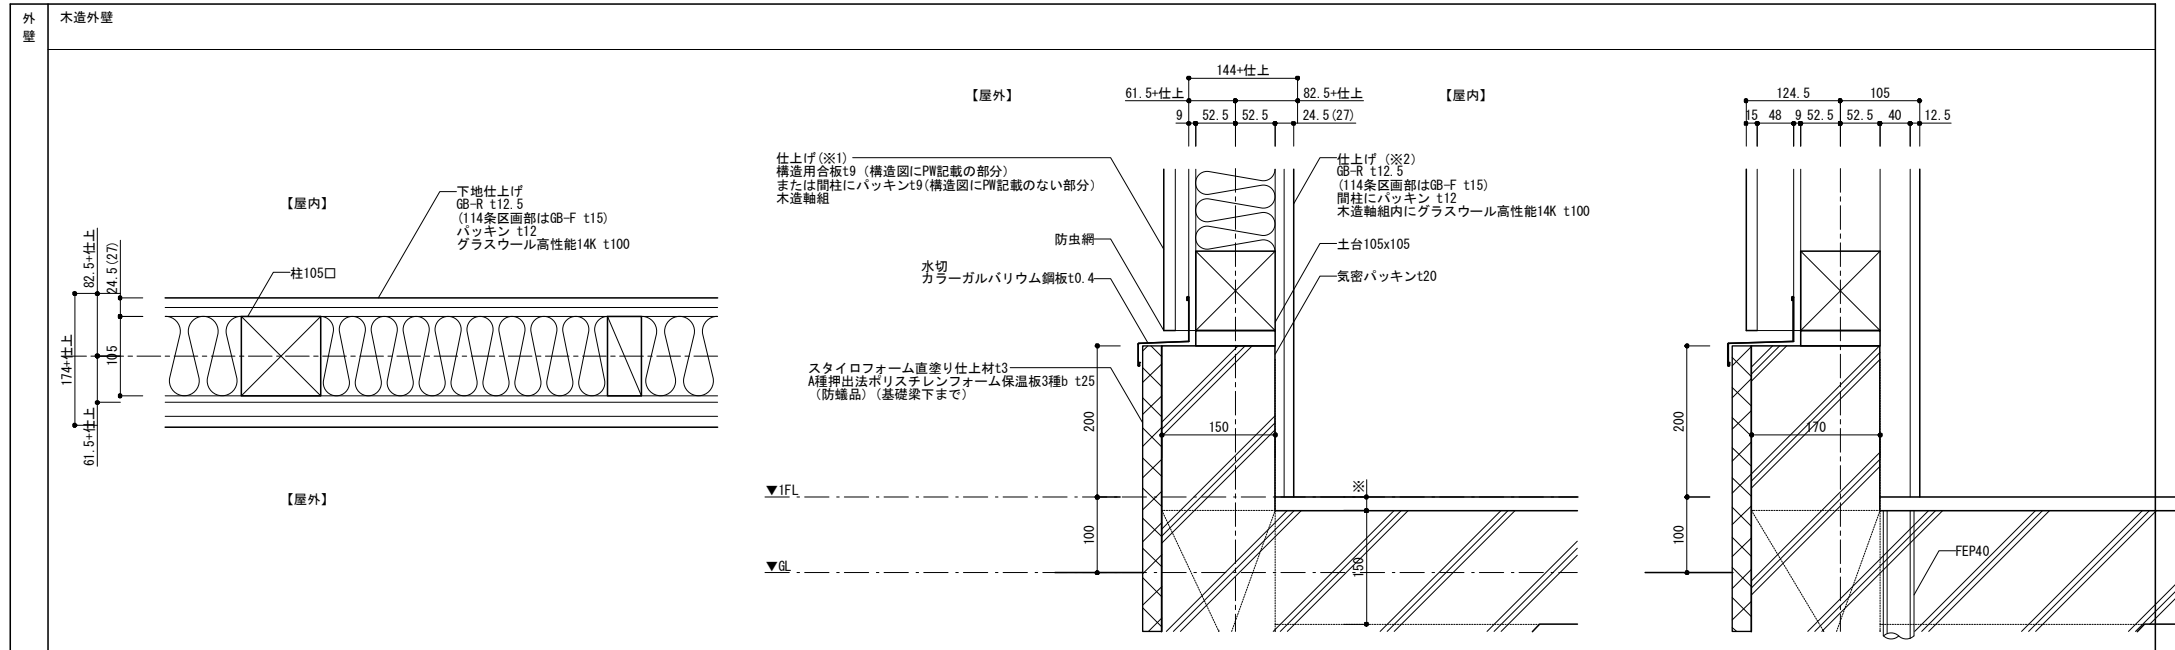 外壁
木造外壁
【屋内】
下地仕上げ
GB-R t12.5
(114条区画部はGB-F t15)
パッキン t12
グラスウール高性能14K t100
柱105口
82.5+仕上
24.5(27)
174+仕上
105
61.5+仕上
【屋外】
【屋外】
144+仕上
61.5+仕上
82.5+仕上
【屋内】
9
52.5
52.5
24.5(27)
仕上げ(※1)
構造用合板t9（構造図にPW記載の部分）
または間柱にパッキンt9(構造図にPW記載のない部分)
木造軸組
仕上げ（※2）
GB-R t12.5
(114条区画部はGB-F t15)
間柱にパッキン t12
木造軸組内にグラスウール高性能14K t100
防虫網
土台105x105
水切
カラーガルバリウム鋼板t0.4
気密パッキンt20
スタイロフォーム直塗り仕上材t3
A種押出法ポリスチレンフォーム保温板3種b t25
（防蟻品）（基礎梁下まで）
200
150
▼1FL
※
100
150
▼GL
124.5
105
15
48
9
52.5
52.5
40
12.5
200
170
100
FEP40